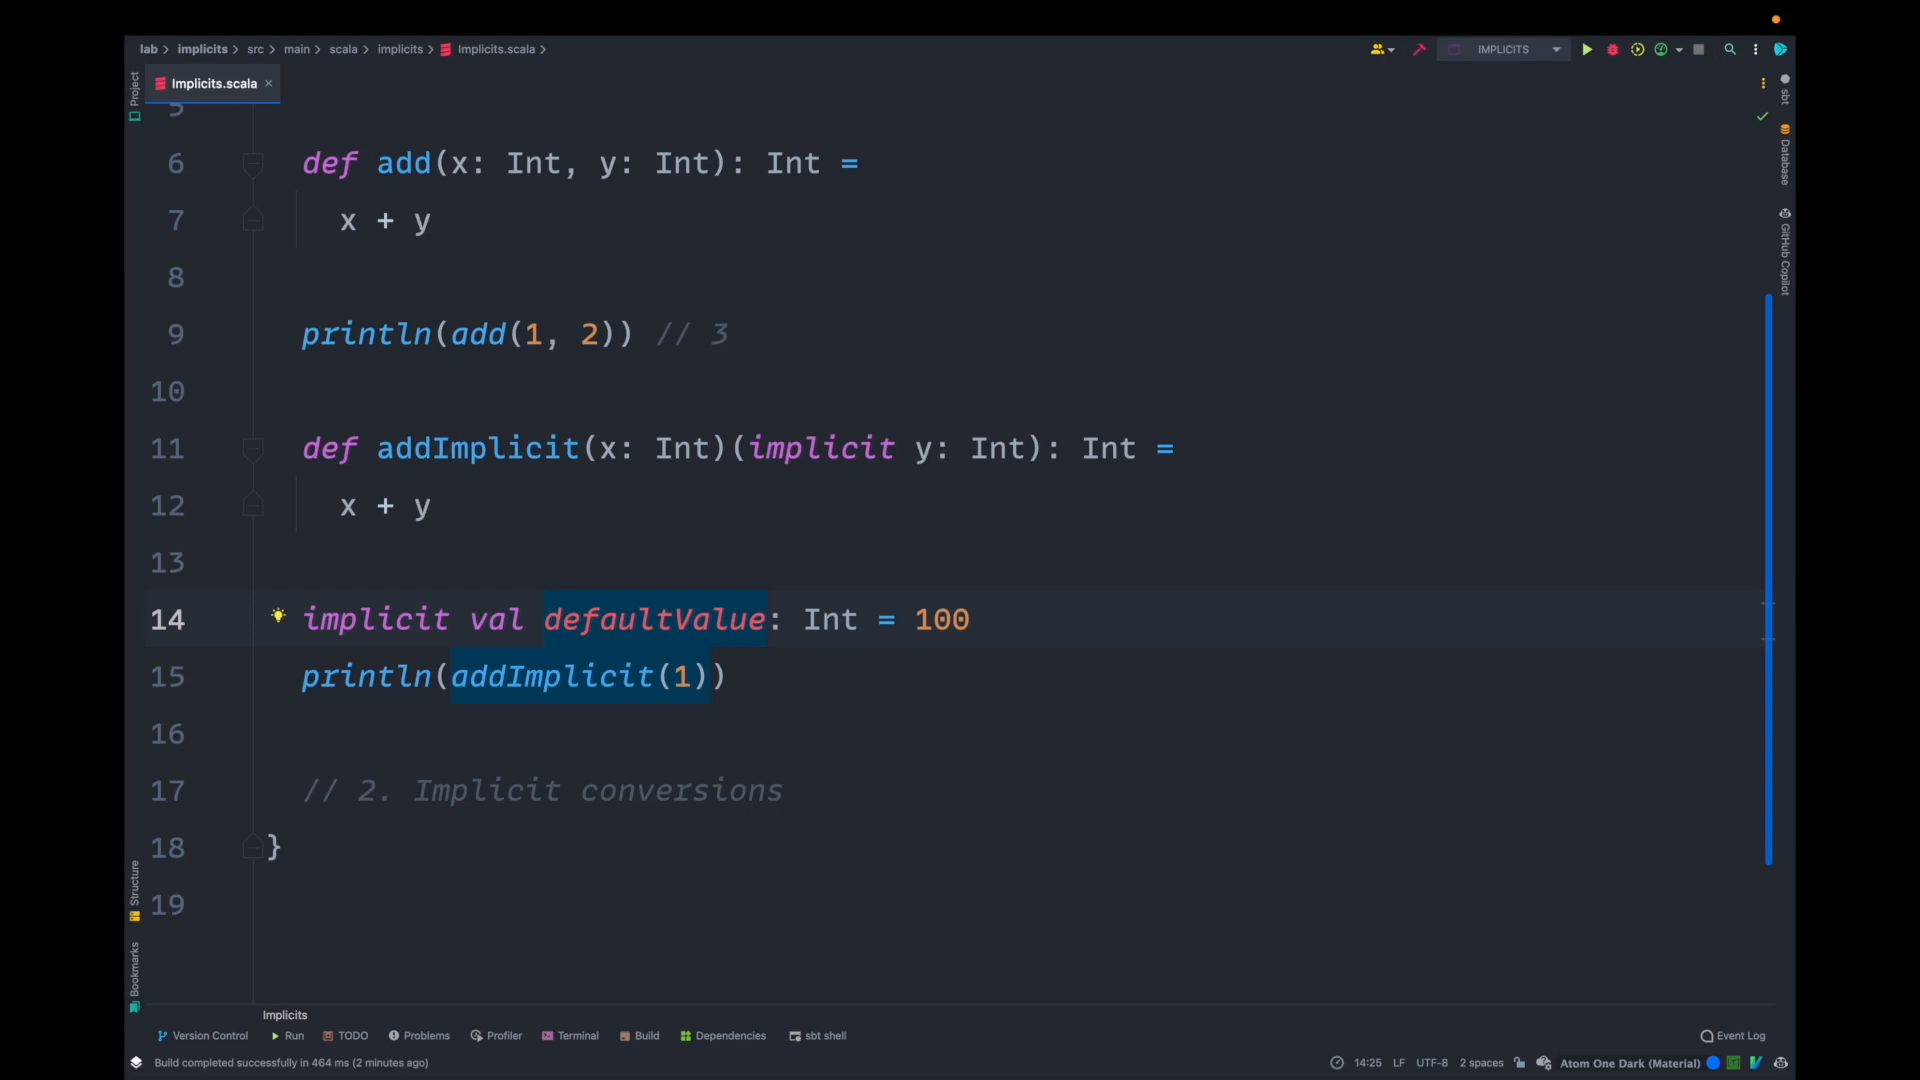 lab > implicits > src > main > scala > implicits > Implicits.scala >
IMPLICITS
Project
Implicits.scala ×
sbt
Database
GitHub Copilot
5
6 def add(x: Int, y: Int): Int =
7 x + y
8
9 println(add(1, 2)) // 3
10
11 def addImplicit(x: Int)(implicit y: Int): Int =
12 x + y
13
14 implicit val defaultValue: Int = 100
15 println(addImplicit(1))
16
17 // 2. Implicit conversions
18 }
19
Structure
Bookmarks
Implicits
Version Control Run TODO Problems Profiler Terminal Build Dependencies sbt shell Event Log
Build completed successfully in 464 ms (2 minutes ago) 14:25 LF UTF-8 2 spaces Atom One Dark (Material)